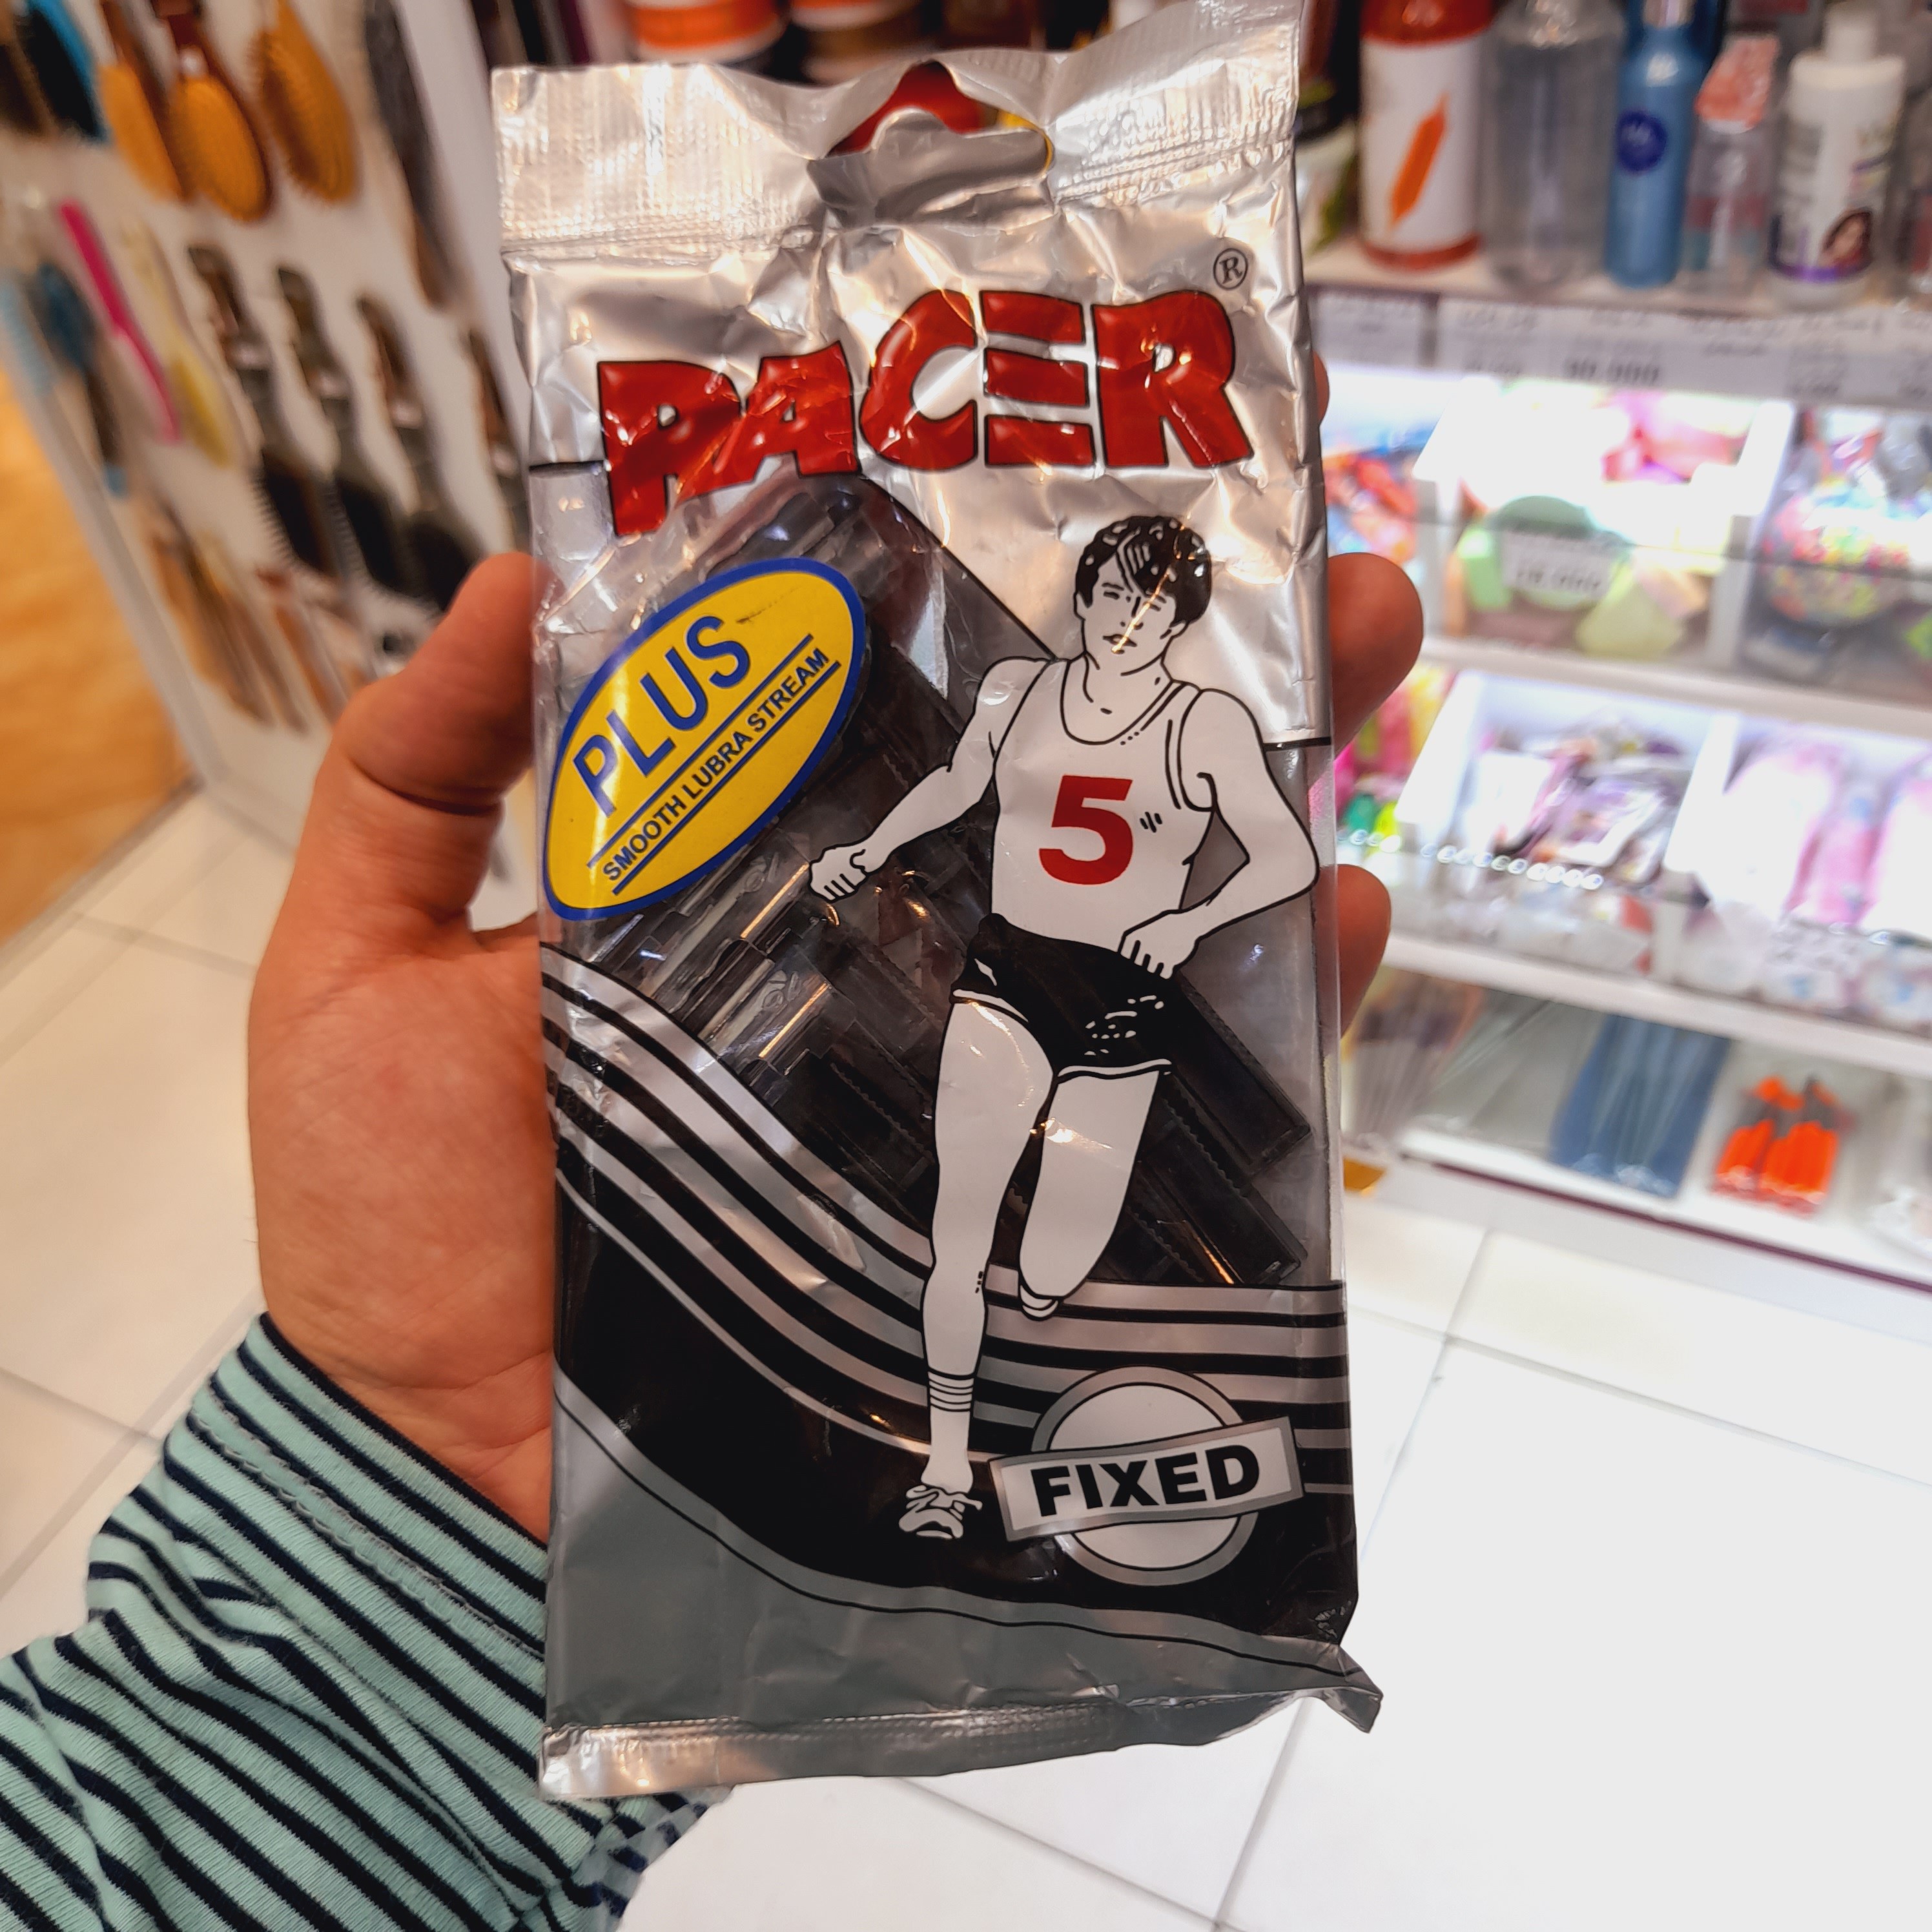 PACER®
PLUS
SMOOTH LUBRA STREAM
5
FIXED